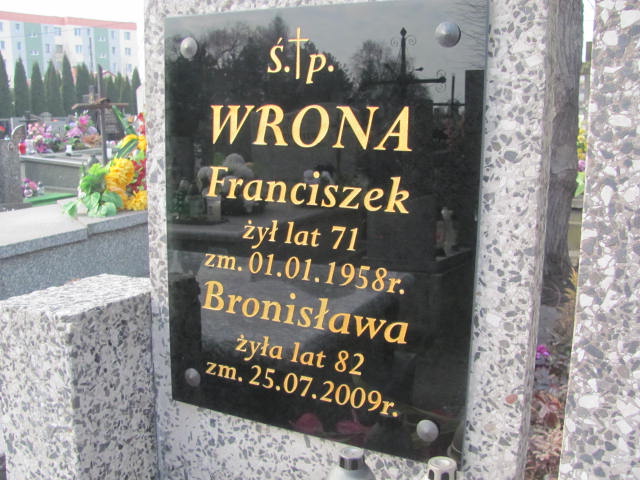 ś.†p.
WRONA
Franciszek
żył lat 71
zm. 01.01.1958r.
Bronisława
żyła lat 82
zm. 25.07.2009r.